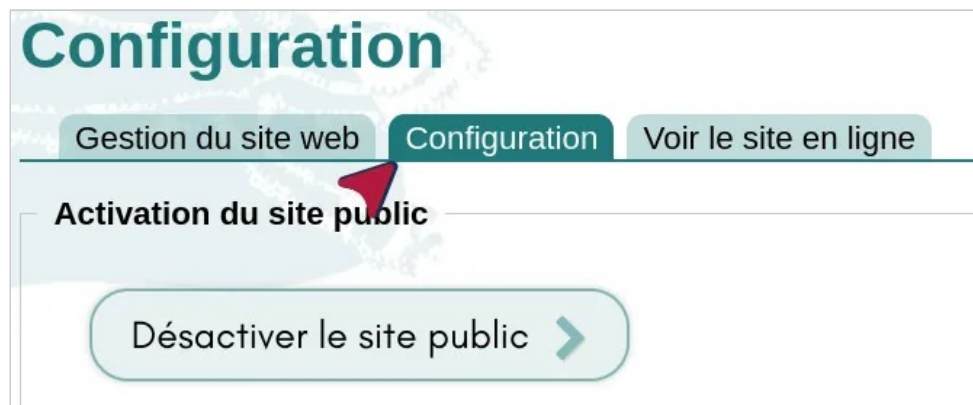 Configuration
Gestion du site web Configuration Voir le site en ligne
Activation du site public
Désactiver le site public